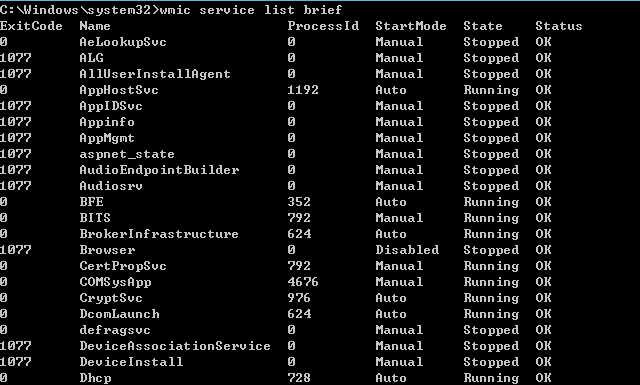 C:\Windows\system32>wmic service list brief
ExitCode  Name                      ProcessId  StartMode  State    Status
0         AeLookupSvc               0          Manual     Stopped  OK
1077      ALG                       0          Manual     Stopped  OK
1077      AllUserInstallAgent       0          Manual     Stopped  OK
0         AppHostSvc                1192       Auto       Running  OK
1077      AppIDSvc                  0          Manual     Stopped  OK
1077      Appinfo                   0          Manual     Stopped  OK
1077      AppMgmt                   0          Manual     Stopped  OK
1077      aspnet_state              0          Manual     Stopped  OK
1077      AudioEndpointBuilder      0          Manual     Stopped  OK
1077      Audiosrv                  0          Manual     Stopped  OK
0         BFE                       352        Auto       Running  OK
0         BITS                      792        Manual     Running  OK
0         BrokerInfrastructure      624        Auto       Running  OK
1077      Browser                   0          Disabled   Stopped  OK
0         CertPropSvc               792        Manual     Running  OK
0         COMSysApp                 4676       Manual     Running  OK
0         CryptSvc                  976        Auto       Running  OK
0         DcomLaunch                624        Auto       Running  OK
0         defragsvc                 0          Manual     Stopped  OK
1077      DeviceAssociationService  0          Manual     Stopped  OK
1077      DeviceInstall             0          Manual     Stopped  OK
0         Dhcp                      728        Auto       Running  OK